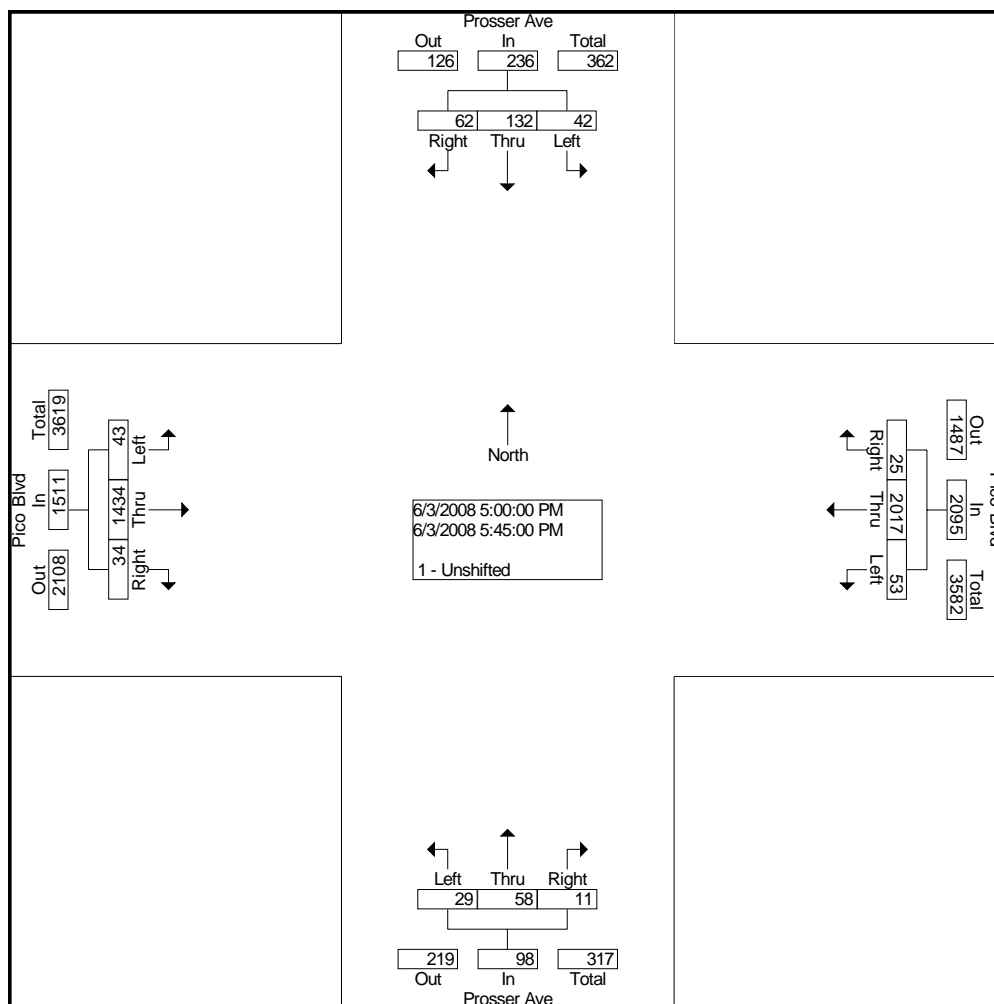 Prosser Ave
Out In Total
126 236 362
62 132 42
Right Thru Left
Pico Blvd
Total In Out
3619 1511 2108
43 1434 34
Left Thru Right
North
6/3/2008 5:00:00 PM
6/3/2008 5:45:00 PM
1 - Unshifted
Right Thru Left
25 2017 53
Out In Total
1487 2095 3582
Pico Blvd
Left Thru Right
29 58 11
219 98 317
Out In Total
Prosser Ave